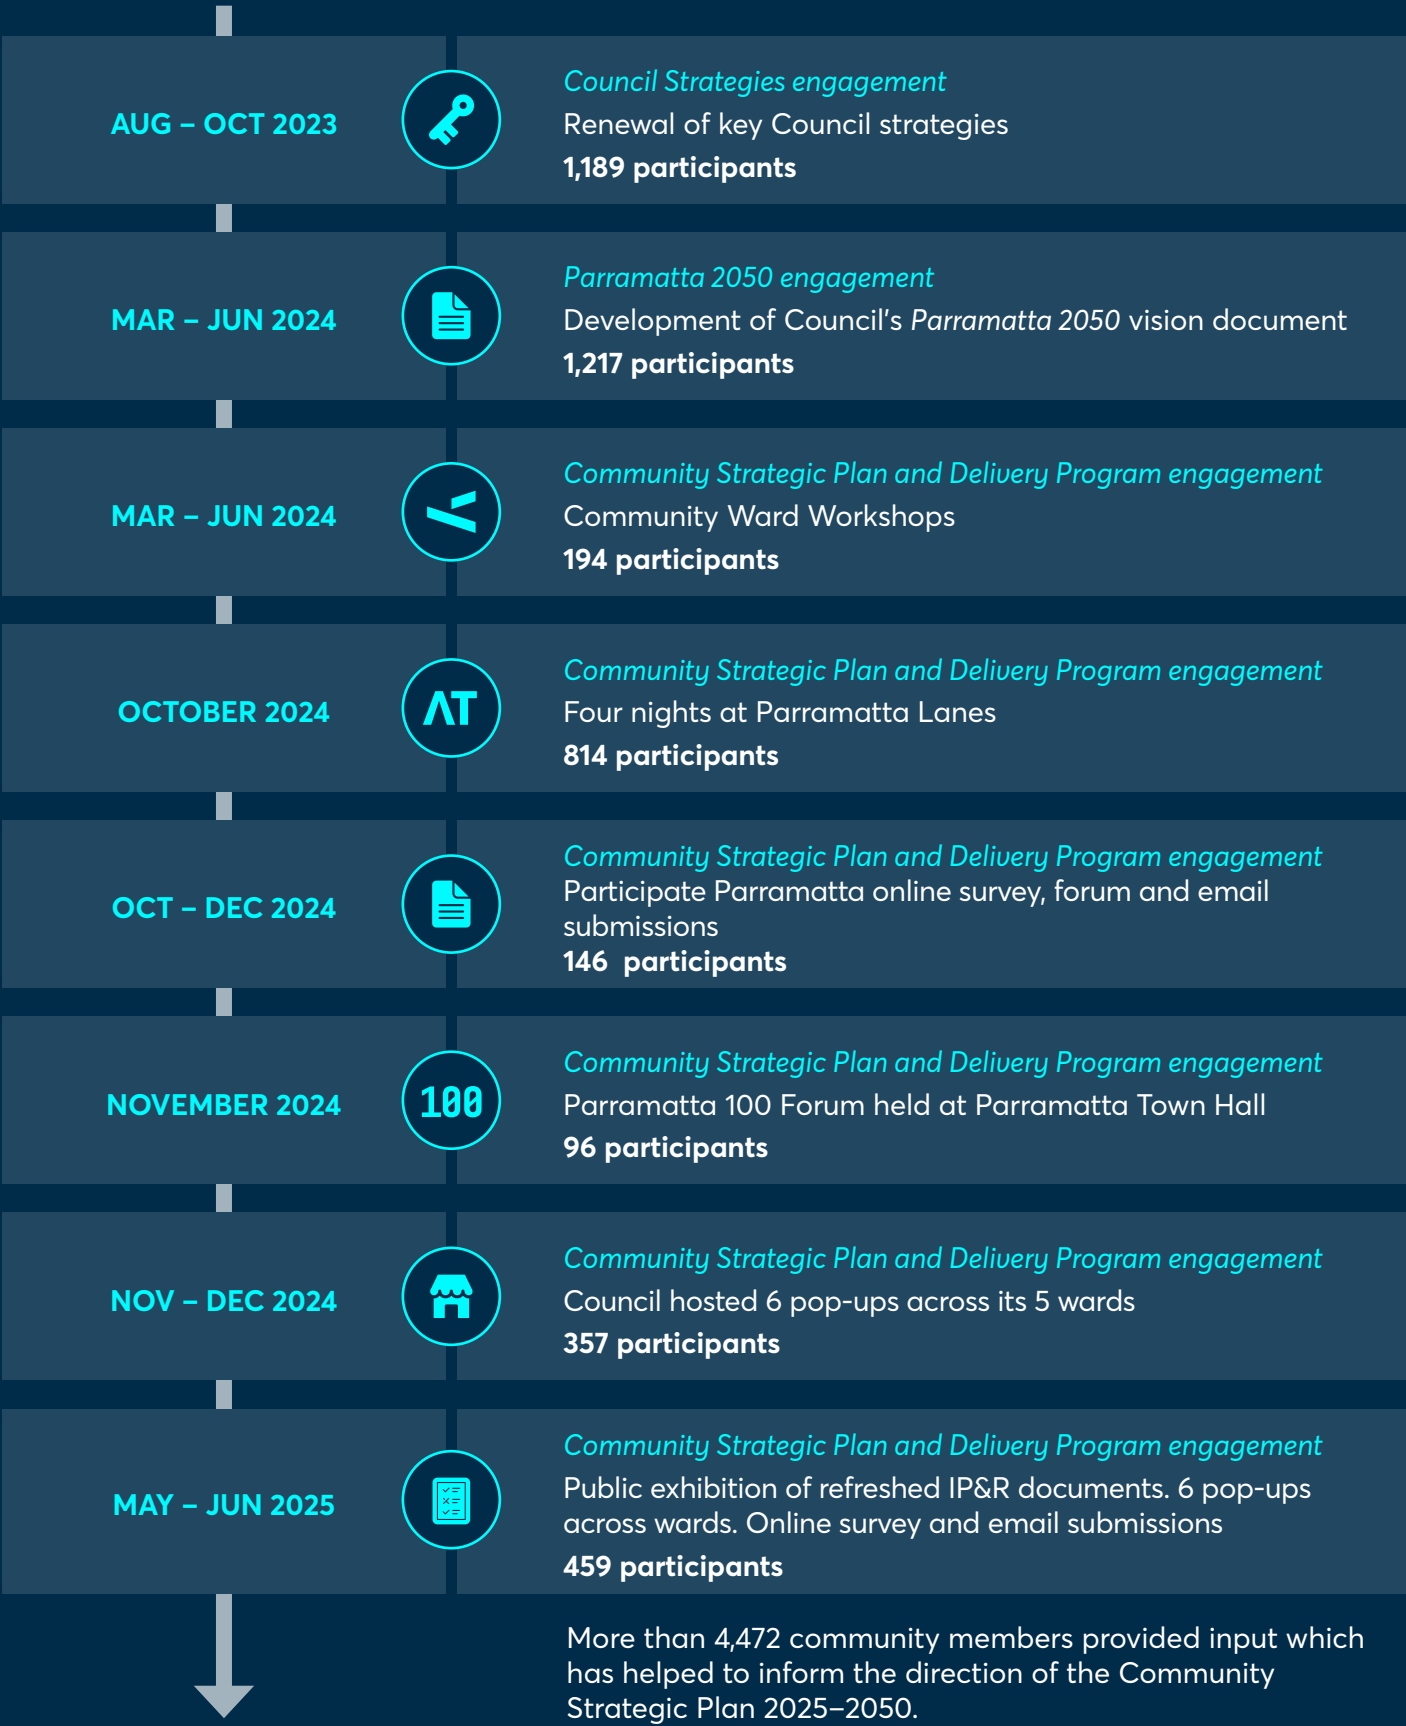 AUG – OCT 2023
Council Strategies engagement
Renewal of key Council strategies
1,189 participants
MAR – JUN 2024
Parramatta 2050 engagement
Development of Council's Parramatta 2050 vision document
1,217 participants
MAR – JUN 2024
Community Strategic Plan and Delivery Program engagement
Community Ward Workshops
194 participants
OCTOBER 2024
AT
Community Strategic Plan and Delivery Program engagement
Four nights at Parramatta Lanes
814 participants
OCT – DEC 2024
Community Strategic Plan and Delivery Program engagement
Participate Parramatta online survey, forum and email
submissions
146  participants
NOVEMBER 2024
100
Community Strategic Plan and Delivery Program engagement
Parramatta 100 Forum held at Parramatta Town Hall
96 participants
NOV – DEC 2024
Community Strategic Plan and Delivery Program engagement
Council hosted 6 pop-ups across its 5 wards
357 participants
MAY – JUN 2025
Community Strategic Plan and Delivery Program engagement
Public exhibition of refreshed IP&R documents. 6 pop-ups
across wards. Online survey and email submissions
459 participants
More than 4,472 community members provided input which
has helped to inform the direction of the Community
Strategic Plan 2025–2050.